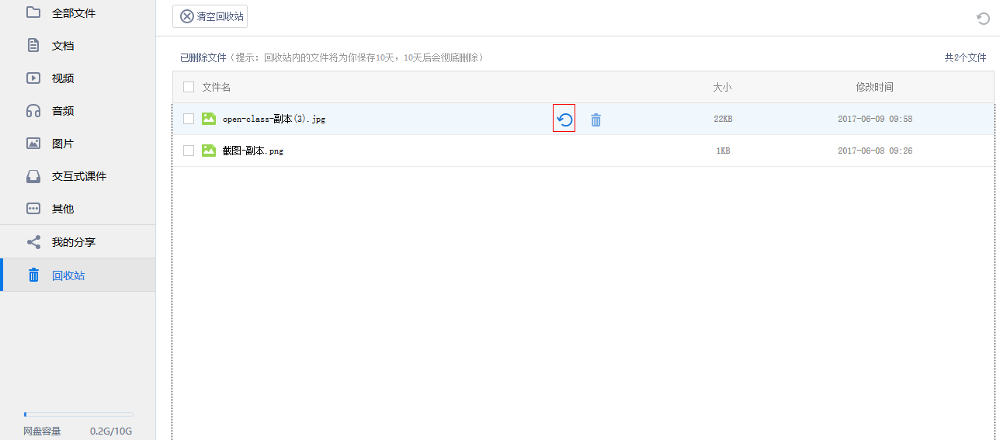 全部文件
文档
视频
音频
图片
交互式课件
其他
我的分享
回收站
网盘容量 0.2G/10G
清空回收站
已删除文件（提示：回收站内的文件将为你保存10天，10天后会彻底删除） 共2个文件
文件名 大小 修改时间
open-class-副本(3).jpg 22KB 2017-06-09 09:58
截图-副本.png 1KB 2017-06-08 09:26